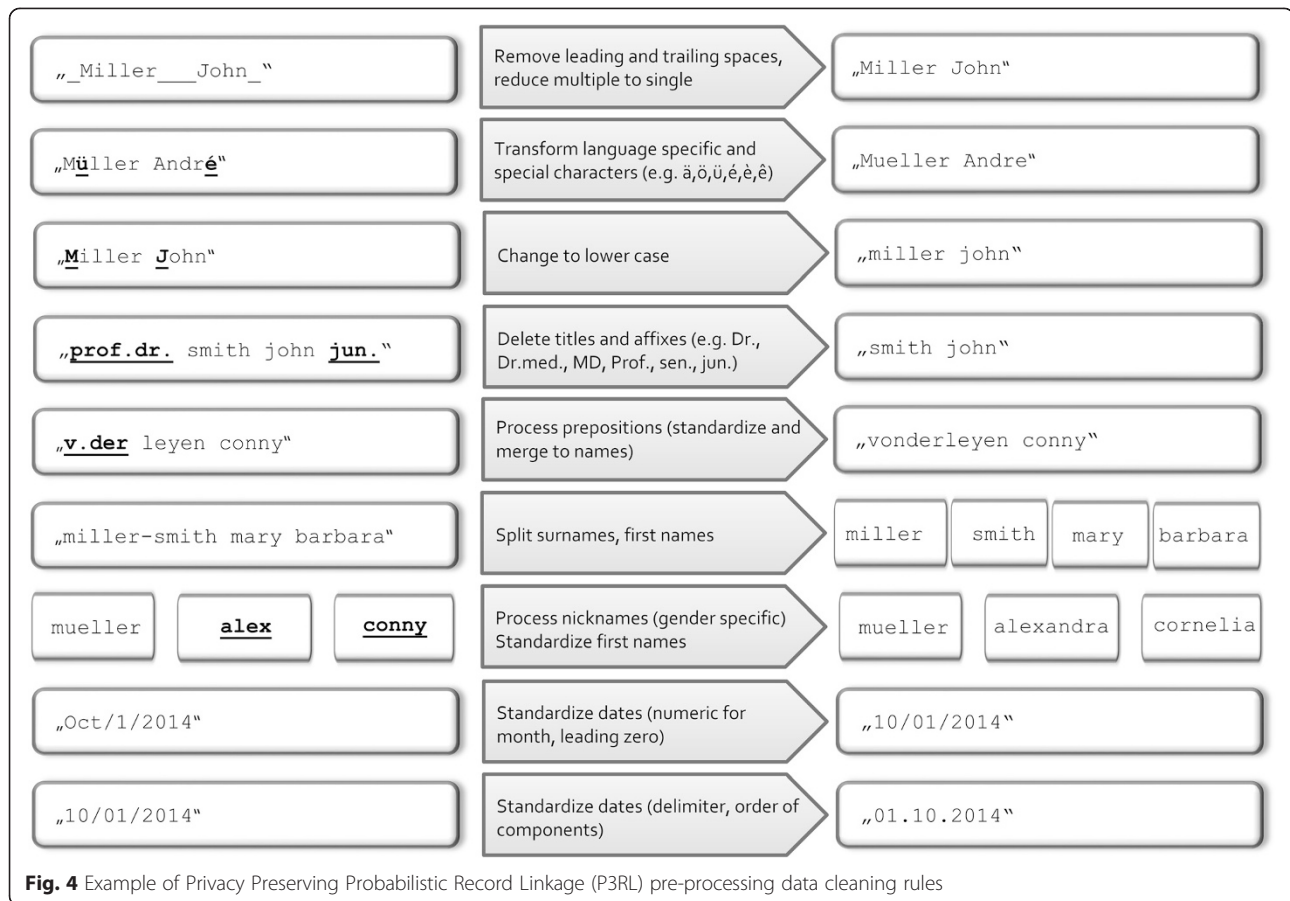 „_Miller___John_“
Remove leading and trailing spaces,
reduce multiple to single
„Miller John“
„Müller André“
Transform language specific and
special characters (e.g. ä,ö,ü,é,è,ê)
„Mueller Andre“
„Miller John“
Change to lower case
„miller john“
„prof.dr. smith john jun.“
Delete titles and affixes (e.g. Dr.,
Dr.med., MD, Prof., sen., jun.)
„smith john“
„v.der leyen conny“
Process prepositions (standardize and
merge to names)
„vonderleyen conny“
„miller-smith mary barbara“
Split surnames, first names
miller smith mary barbara
mueller alex conny
Process nicknames (gender specific)
Standardize first names
mueller alexandra cornelia
„Oct/1/2014“
Standardize dates (numeric for
month, leading zero)
„10/01/2014“
„10/01/2014“
Standardize dates (delimiter, order of
components)
„01.10.2014“
Fig. 4 Example of Privacy Preserving Probabilistic Record Linkage (P3RL) pre-processing data cleaning rules